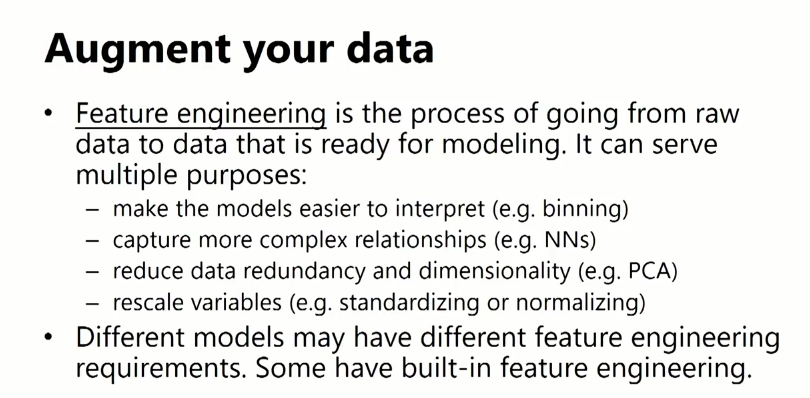 Augment your data
• Feature engineering is the process of going from raw
data to data that is ready for modeling. It can serve
multiple purposes:
– make the models easier to interpret (e.g. binning)
– capture more complex relationships (e.g. NNs)
– reduce data redundancy and dimensionality (e.g. PCA)
– rescale variables (e.g. standardizing or normalizing)
• Different models may have different feature engineering
requirements. Some have built-in feature engineering.